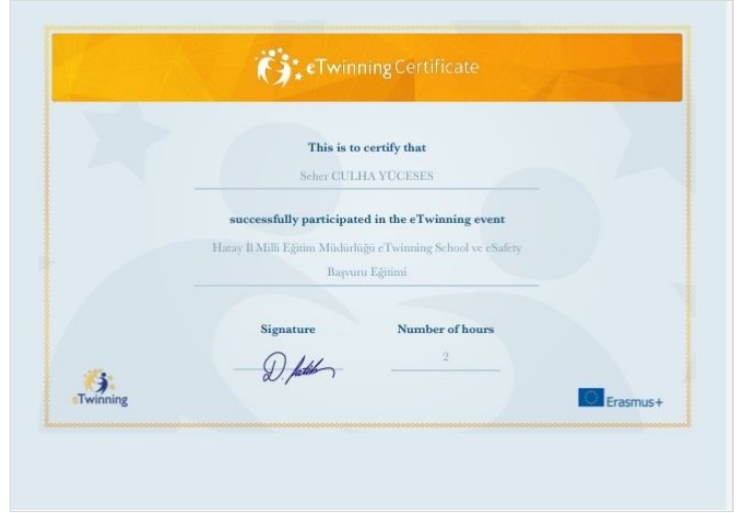 eTwinning Certificate
This is to certify that
Seher CULHA YÜCESES
successfully participated in the eTwinning event
Hatay İl Milli Eğitim Müdürlüğü eTwinning School ve eSafety
Başvuru Eğitimi
Signature Number of hours
2
eTwinning
Erasmus+